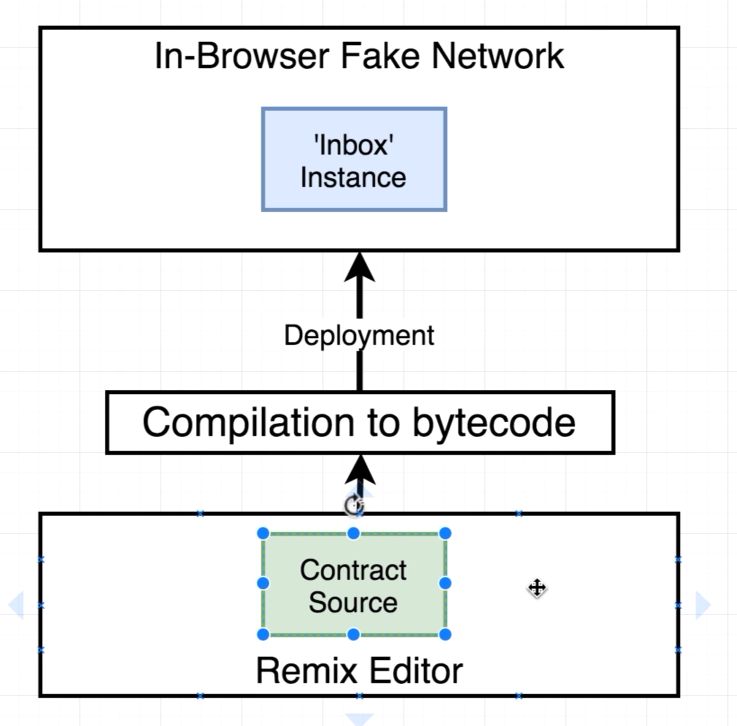 In-Browser Fake Network
'Inbox'
Instance
Deployment
Compilation to bytecode
Contract
Source
Remix Editor